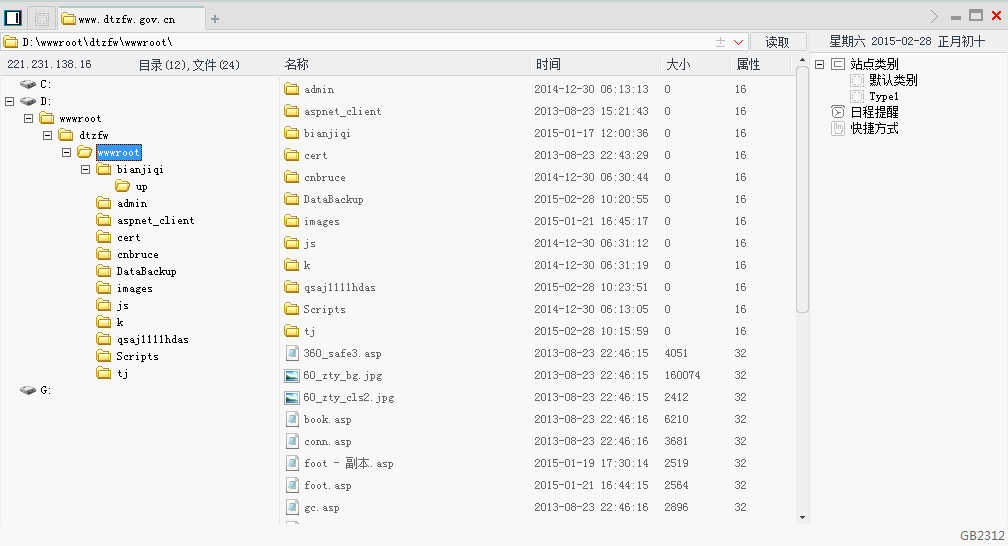 www.dtzfw.gov.cn
D:\wwwroot\dtzfw\wwwroot\ 读取 星期六 2015-02-28 正月初十
221.231.138.16 目录(12),文件(24)
C:
D:
wwwroot
dtzfw
wwwroot
bianjiqi
up
admin
aspnet_client
cert
cnbruce
DataBackup
images
js
k
qsaj1111hdas
Scripts
tj
G:
名称 时间 大小 属性
admin 2014-12-30 06:13:13 0 16
aspnet_client 2013-08-23 15:21:43 0 16
bianjiqi 2015-01-17 12:00:36 0 16
cert 2013-08-23 22:43:29 0 16
cnbruce 2014-12-30 06:30:44 0 16
DataBackup 2015-02-28 10:20:55 0 16
images 2015-01-21 16:45:17 0 16
js 2014-12-30 06:31:12 0 16
k 2014-12-30 06:31:19 0 16
qsaj1111hdas 2015-02-28 10:23:51 0 16
Scripts 2014-12-30 06:13:05 0 16
tj 2015-02-28 10:15:59 0 16
360_safe3.asp 2013-08-23 22:46:15 4051 32
60_zty_bg.jpg 2013-08-23 22:46:15 160074 32
60_zty_cls2.jpg 2013-08-23 22:46:15 2412 32
book.asp 2013-08-23 22:46:16 6210 32
conn.asp 2013-08-23 22:46:16 3681 32
foot - 副本.asp 2015-01-19 17:30:14 2519 32
foot.asp 2015-01-21 16:44:15 2564 32
gc.asp 2013-08-23 22:46:16 2896 32
站点类别
默认类别
Type1
日程提醒
快捷方式
GB2312